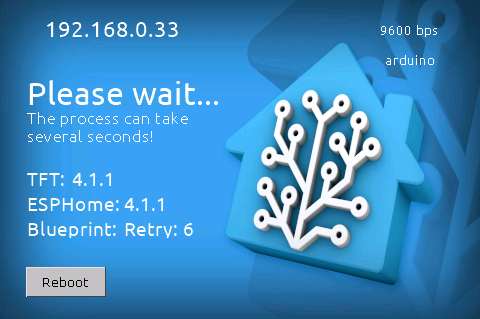 192.168.0.33
9600 bps
arduino
Please wait...
The process can take
several seconds!
TFT: 4.1.1
ESPHome: 4.1.1
Blueprint: Retry: 6
Reboot